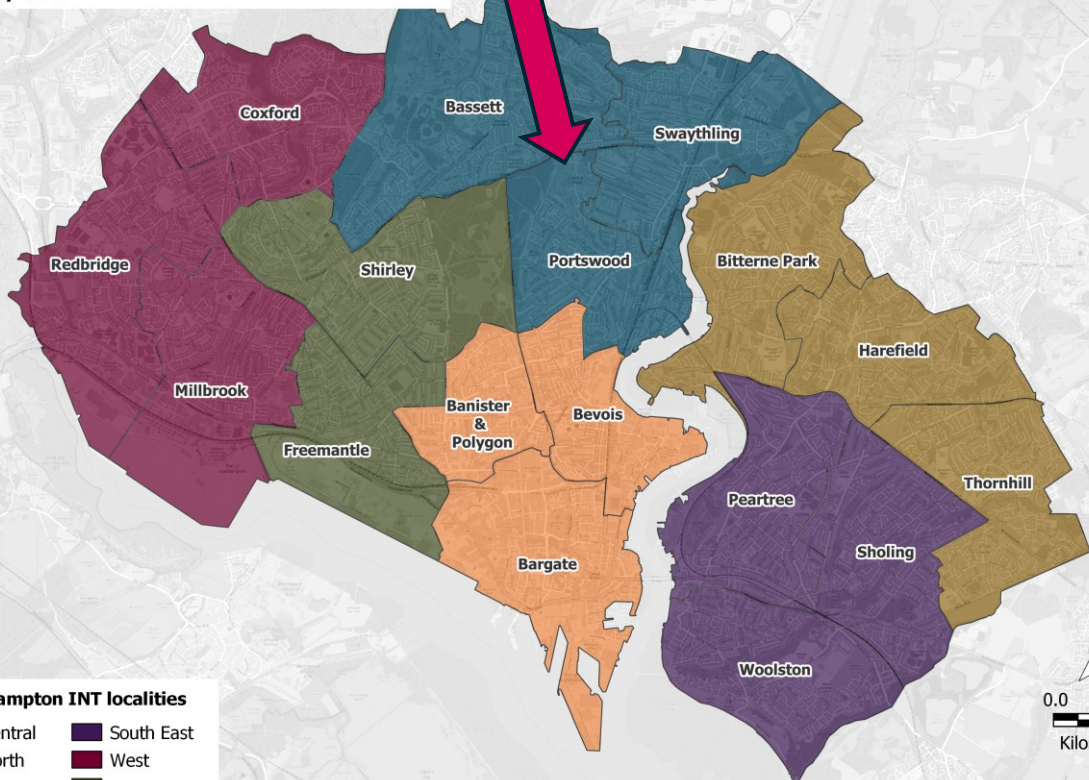 Coxford
Bassett
Swaythling
Redbridge
Shirley
Portswood
Bitterne Park
Harefield
Millbrook
Banister
&
Polygon
Bevois
Freemantle
Thornhill
Peartree
Sholing
Bargate
Woolston
ampton INT localities
ntral
South East
rth
West
0.0
Kilo